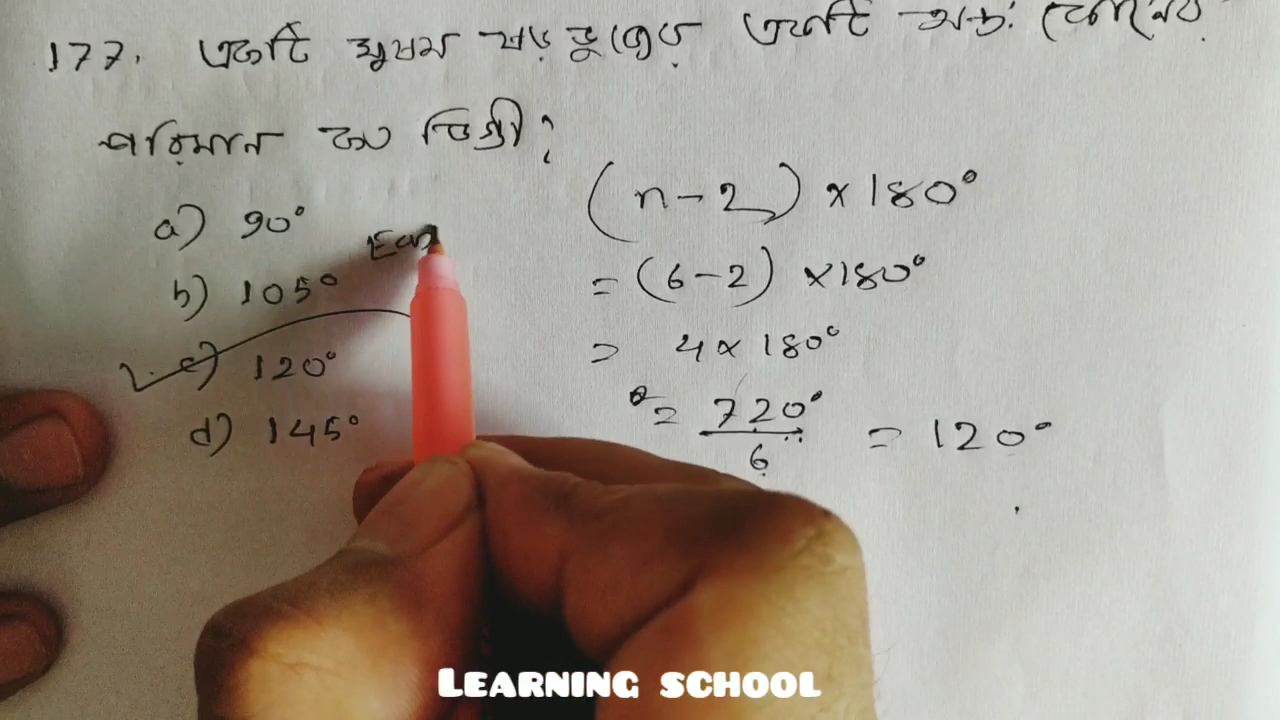 177. একটি সুষম ষড়ভুজের একটি অন্তঃ কোণের
পরিমান কত ডিগ্রী?
a) 90°
b) 105°
c) 120°
d) 145°
(n-2) × 180°
= (6-2) × 180°
= 4 × 180°
= 720° / 6 = 120°
LEARNING SCHOOL